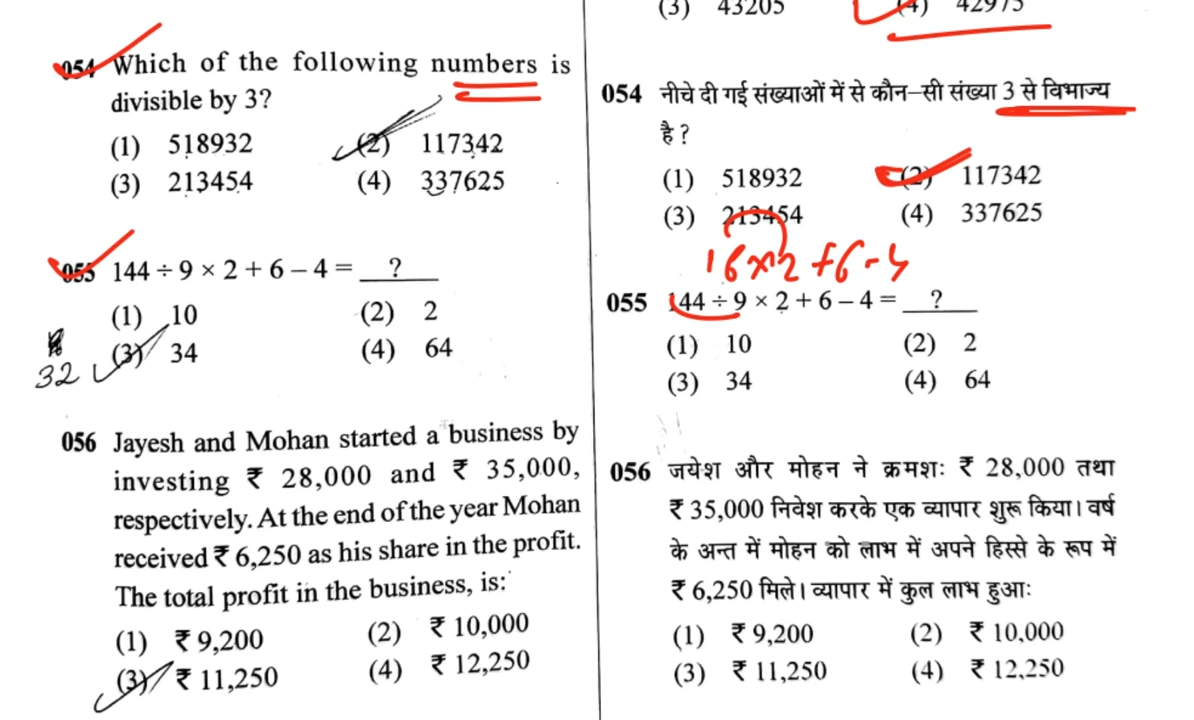 054 Which of the following numbers is
divisible by 3?
(1) 518932
(2) 117342
(3) 213454
(4) 337625
055 144 ÷ 9 × 2 + 6 – 4 = ?
(1) 10
(2) 2
32
(3) 34
(4) 64
056 Jayesh and Mohan started a business by
investing ₹ 28,000 and ₹ 35,000,
respectively. At the end of the year Mohan
received ₹ 6,250 as his share in the profit.
The total profit in the business, is:
(1) ₹ 9,200
(2) ₹ 10,000
(3) ₹ 11,250
(4) ₹ 12,250
(3) 43205
(4) 42975
054 नीचे दी गई संख्याओं में से कौन–सी संख्या 3 से विभाज्य
है ?
(1) 518932
(2) 117342
(3) 213454
(4) 337625
16 × 2 + 6 - 4
055 144 ÷ 9 × 2 + 6 – 4 = ?
(1) 10
(2) 2
(3) 34
(4) 64
056 जयेश और मोहन ने क्रमशः ₹ 28,000 तथा
₹ 35,000 निवेश करके एक व्यापार शुरू किया। वर्ष
के अन्त में मोहन को लाभ में अपने हिस्से के रूप में
₹ 6,250 मिले। व्यापार में कुल लाभ हुआः
(1) ₹ 9,200
(2) ₹ 10,000
(3) ₹ 11,250
(4) ₹ 12,250